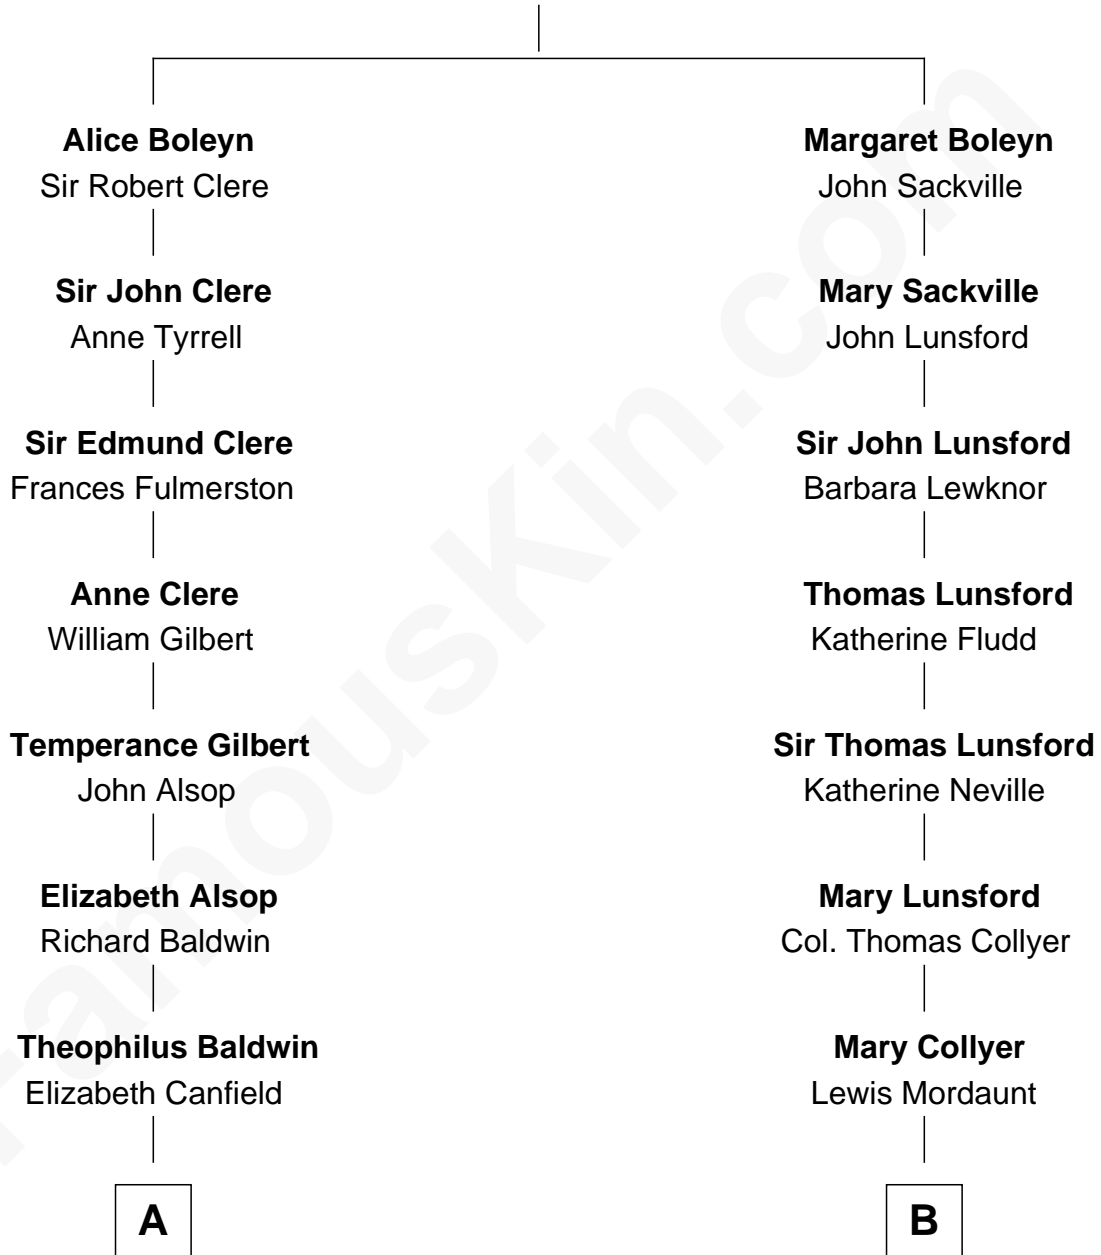 Alice Boleyn
Sir Robert Clere
Sir John Clere
Anne Tyrrell
Sir Edmund Clere
Frances Fulmerston
Anne Clere
William Gilbert
Temperance Gilbert
John Alsop
Elizabeth Alsop
Richard Baldwin
Theophilus Baldwin
Elizabeth Canfield
A
Margaret Boleyn
John Sackville
Mary Sackville
John Lunsford
Sir John Lunsford
Barbara Lewknor
Thomas Lunsford
Katherine Fludd
Sir Thomas Lunsford
Katherine Neville
Mary Lunsford
Col. Thomas Collyer
Mary Collyer
Lewis Mordaunt
B
FamousKin.com